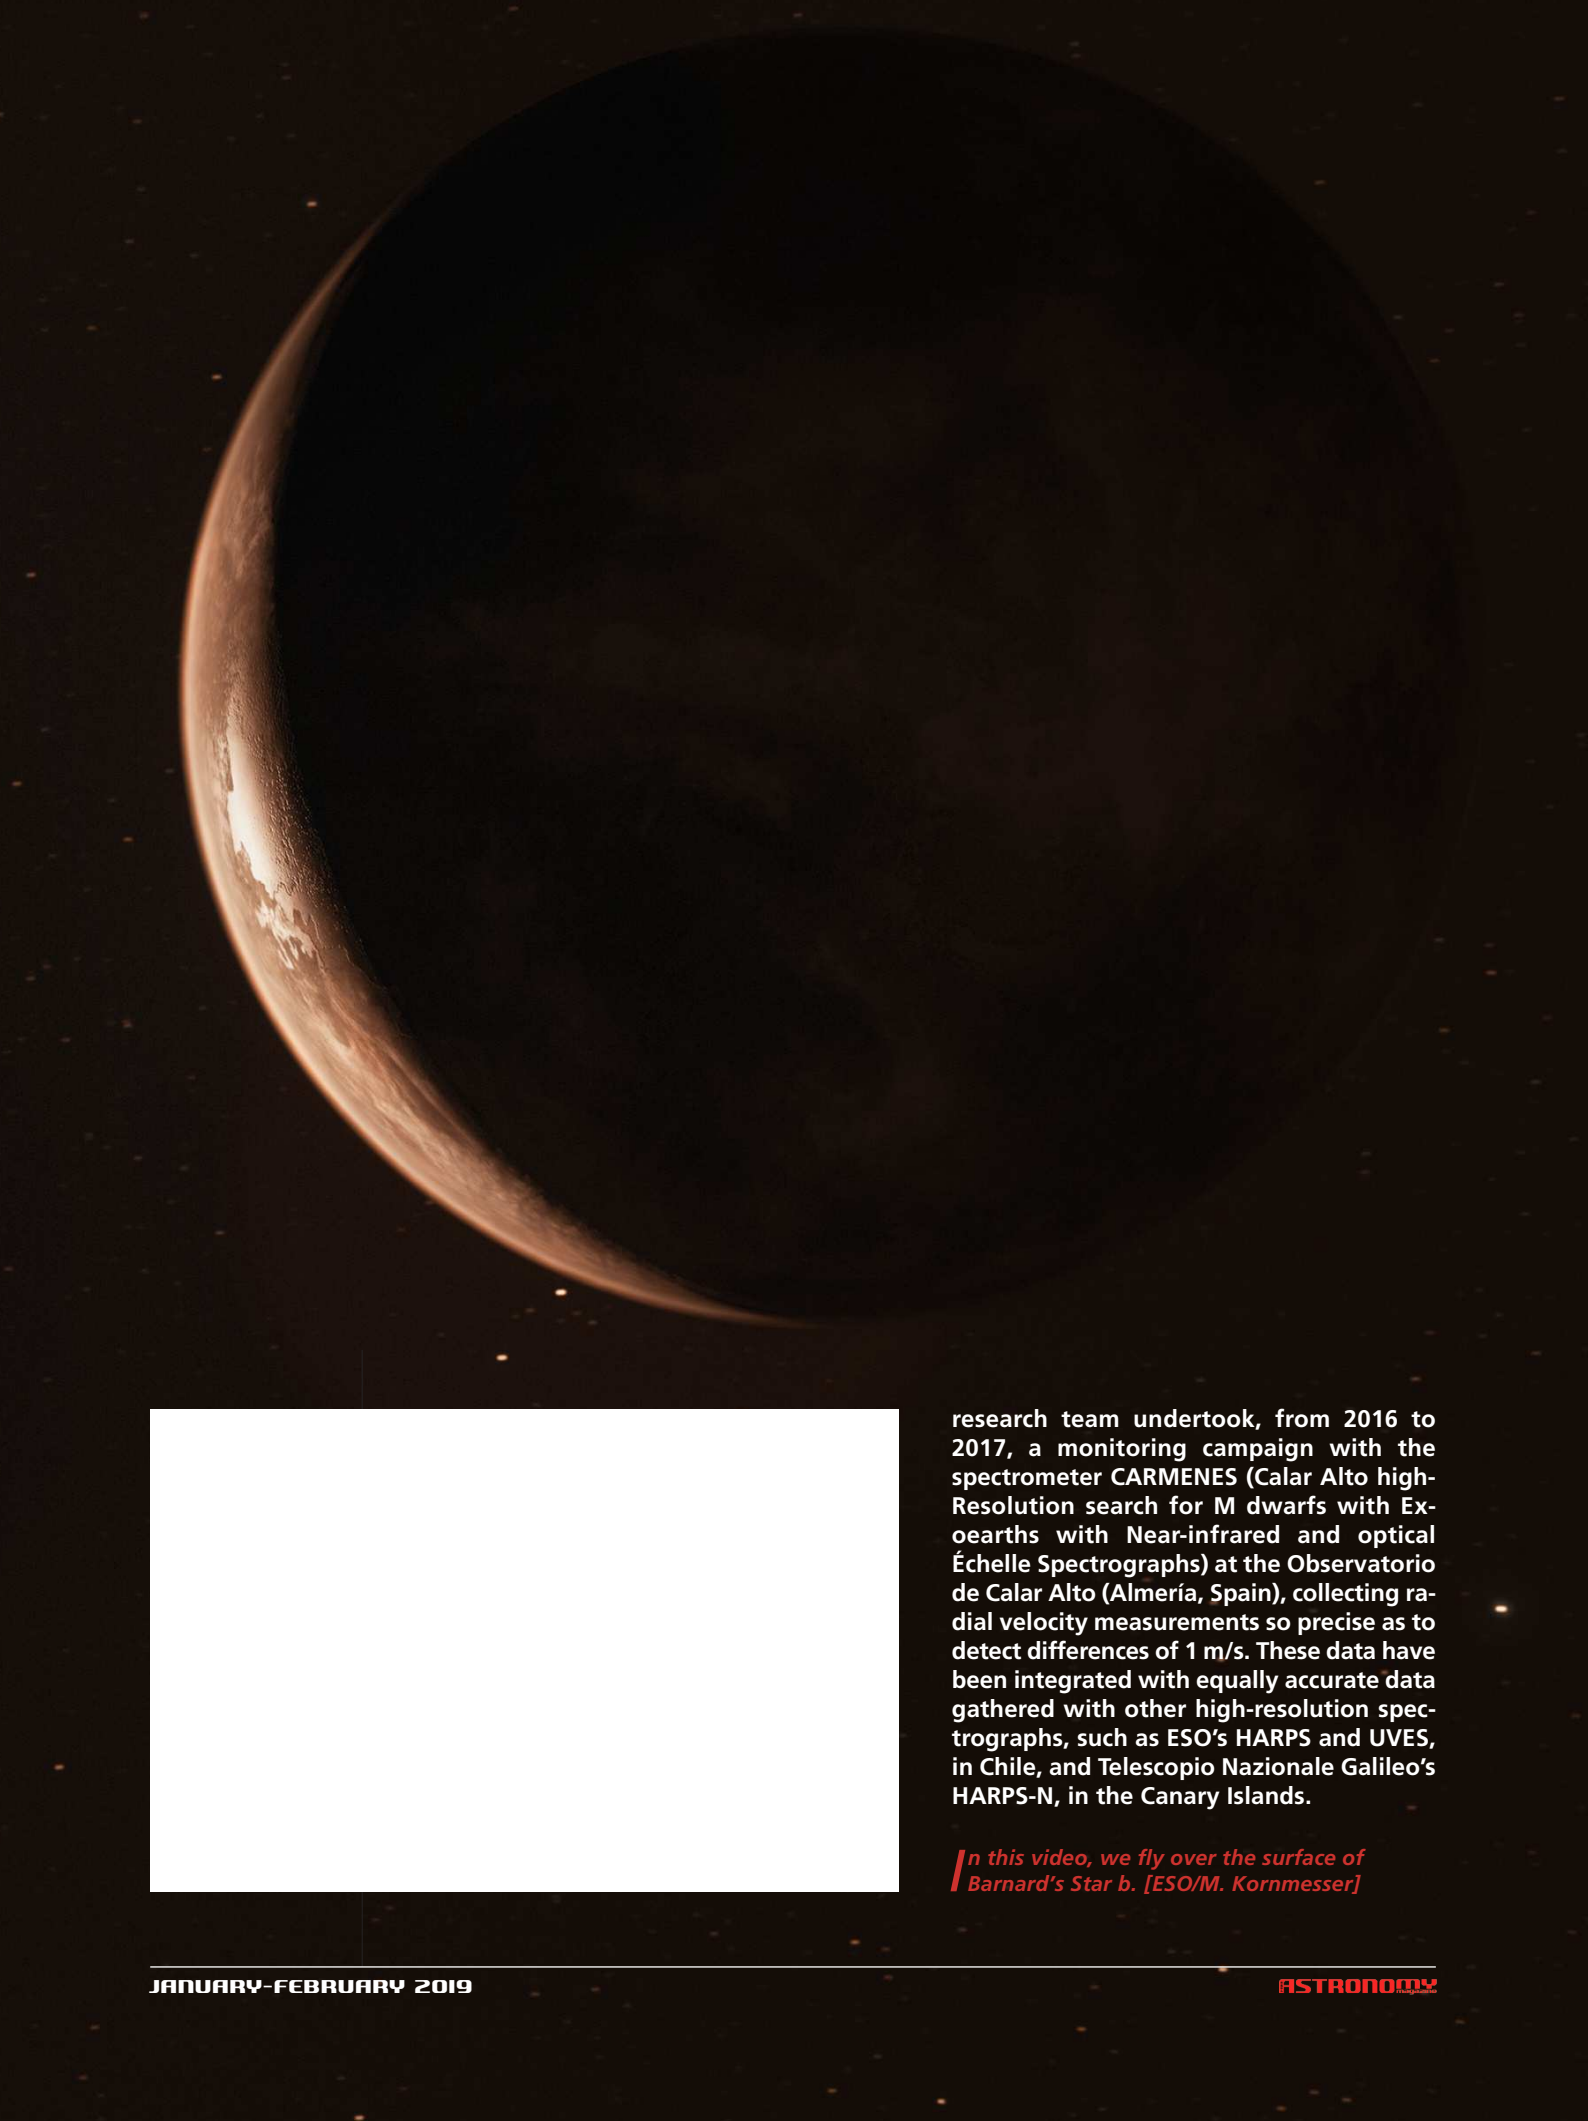 research team undertook, from 2016 to
2017, a monitoring campaign with the
spectrometer CARMENES (Calar Alto high-
Resolution search for M dwarfs with Ex-
oearths with Near-infrared and optical
Échelle Spectrographs) at the Observatorio
de Calar Alto (Almería, Spain), collecting ra-
dial velocity measurements so precise as to
detect differences of 1 m/s. These data have
been integrated with equally accurate data
gathered with other high-resolution spec-
trographs, such as ESO’s HARPS and UVES,
in Chile, and Telescopio Nazionale Galileo’s
HARPS-N, in the Canary Islands.
In this video, we fly over the surface of
Barnard’s Star b. [ESO/M. Kornmesser]
JANUARY-FEBRUARY 2019
ASTRONOMY
magazine